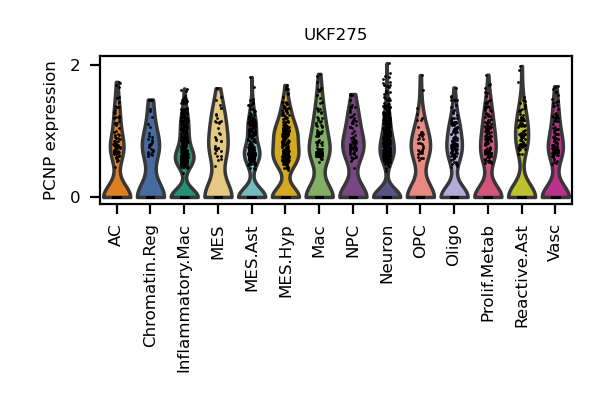 UKF275
PCNP expression
2
0
AC
Chromatin.Reg
Inflammatory.Mac
MES
MES.Ast
MES.Hyp
Mac
NPC
Neuron
OPC
Oligo
Prolif.Metab
Reactive.Ast
Vasc